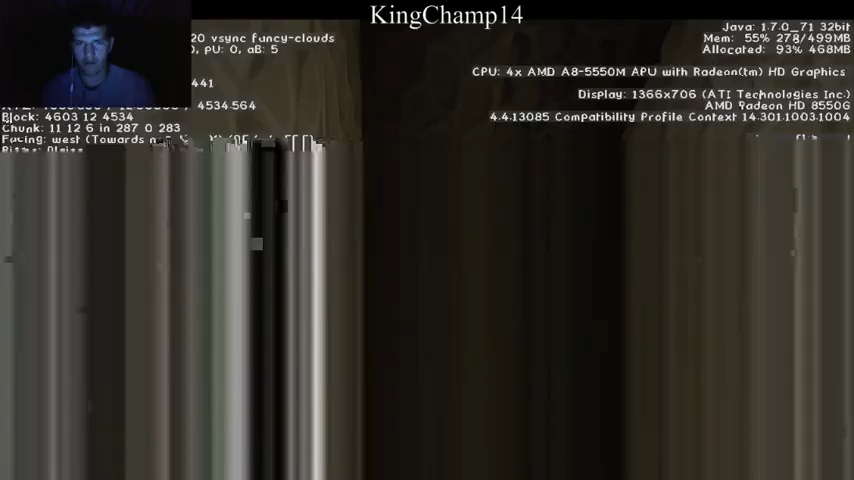 KingChamp14
20 vsync fancy-clouds
Java: 1.7.0_71 32bit
Mem: 55% 278/499MB
Allocated: 93% 468MB
, pU: 0, aB: 5
CPU: 4x AMD A8-5550M APU with Radeon(tm) HD Graphics
441
Display: 1366x706 (ATI Technologies Inc.)
AMD Radeon HD 8550G
4534.564
4.4.13085 Compatibility Profile Context 14.301.1003.1004
Block: 4603 12 4534
Chunk: 11 12 6 in 287 0 283
Facing: west (Towards